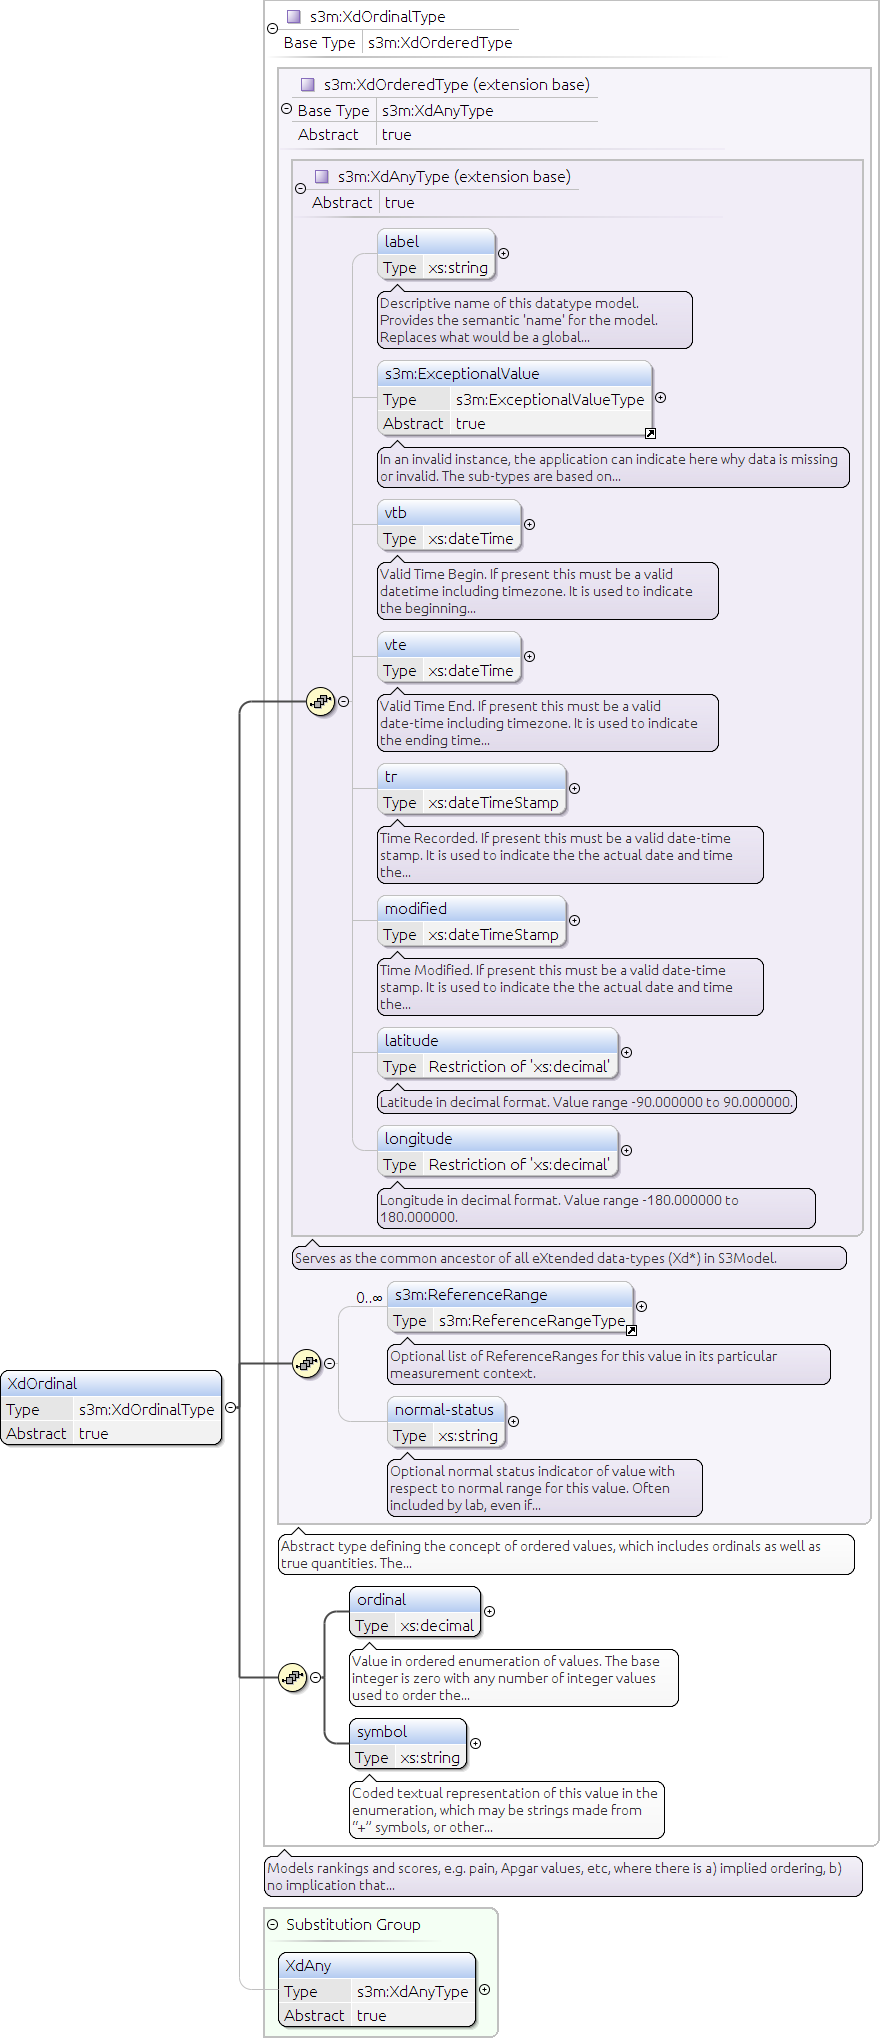 s3m:XdOrdinalType
Base Type s3m:XdOrderedType
s3m:XdOrderedType (extension base)
Base Type s3m:XdAnyType
Abstract true
s3m:XdAnyType (extension base)
Abstract true
label
Type xs:string
Descriptive name of this datatype model.
Provides the semantic 'name' for the model.
Replaces what would be a global...
s3m:ExceptionalValue
Type s3m:ExceptionalValueType
Abstract true
In an invalid instance, the application can indicate here why data is missing
or invalid. The sub-types are based on...
vtb
Type xs:dateTime
Valid Time Begin. If present this must be a valid
datetime including timezone. It is used to indicate
the beginning...
vte
Type xs:dateTime
Valid Time End. If present this must be a valid
date-time including timezone. It is used to indicate
the ending time...
tr
Type xs:dateTimeStamp
Time Recorded. If present this must be a valid date-time
stamp. It is used to indicate the the actual date and time
the...
modified
Type xs:dateTimeStamp
Time Modified. If present this must be a valid date-time
stamp. It is used to indicate the the actual date and time
the...
latitude
Type Restriction of 'xs:decimal'
Latitude in decimal format. Value range -90.000000 to 90.000000.
longitude
Type Restriction of 'xs:decimal'
Longitude in decimal format. Value range -180.000000 to
180.000000.
Serves as the common ancestor of all eXtended data-types (Xd*) in S3Model.
0..∞
s3m:ReferenceRange
Type s3m:ReferenceRangeType
Optional list of ReferenceRanges for this value in its particular
measurement context.
XdOrdinal
Type s3m:XdOrdinalType
Abstract true
normal-status
Type xs:string
Optional normal status indicator of value with
respect to normal range for this value. Often
included by lab, even if...
Abstract type defining the concept of ordered values, which includes ordinals as well as
true quantities. The...
ordinal
Type xs:decimal
Value in ordered enumeration of values. The base
integer is zero with any number of integer values
used to order the...
symbol
Type xs:string
Coded textual representation of this value in the
enumeration, which may be strings made from
“+” symbols, or other...
Models rankings and scores, e.g. pain, Apgar values, etc, where there is a) implied ordering, b)
no implication that...
Substitution Group
XdAny
Type s3m:XdAnyType
Abstract true